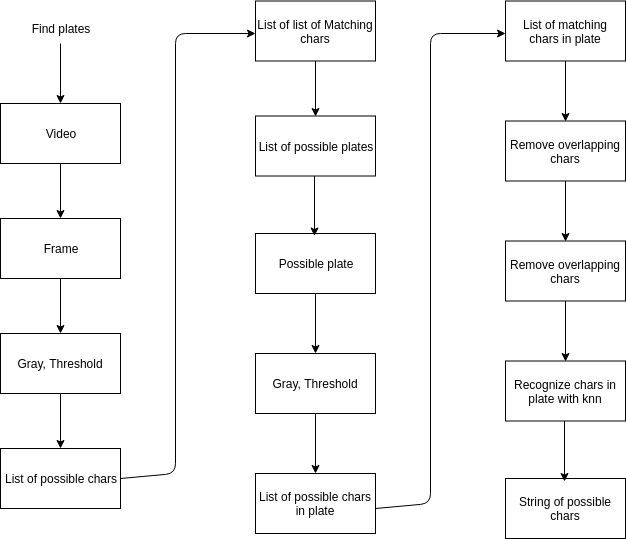 Find plates
Video
Frame
Gray, Threshold
List of possible chars
List of list of Matching
chars
List of possible plates
Possible plate
Gray, Threshold
List of possible chars
in plate
List of matching
chars in plate
Remove overlapping
chars
Remove overlapping
chars
Recognize chars in
plate with knn
String of possible
chars